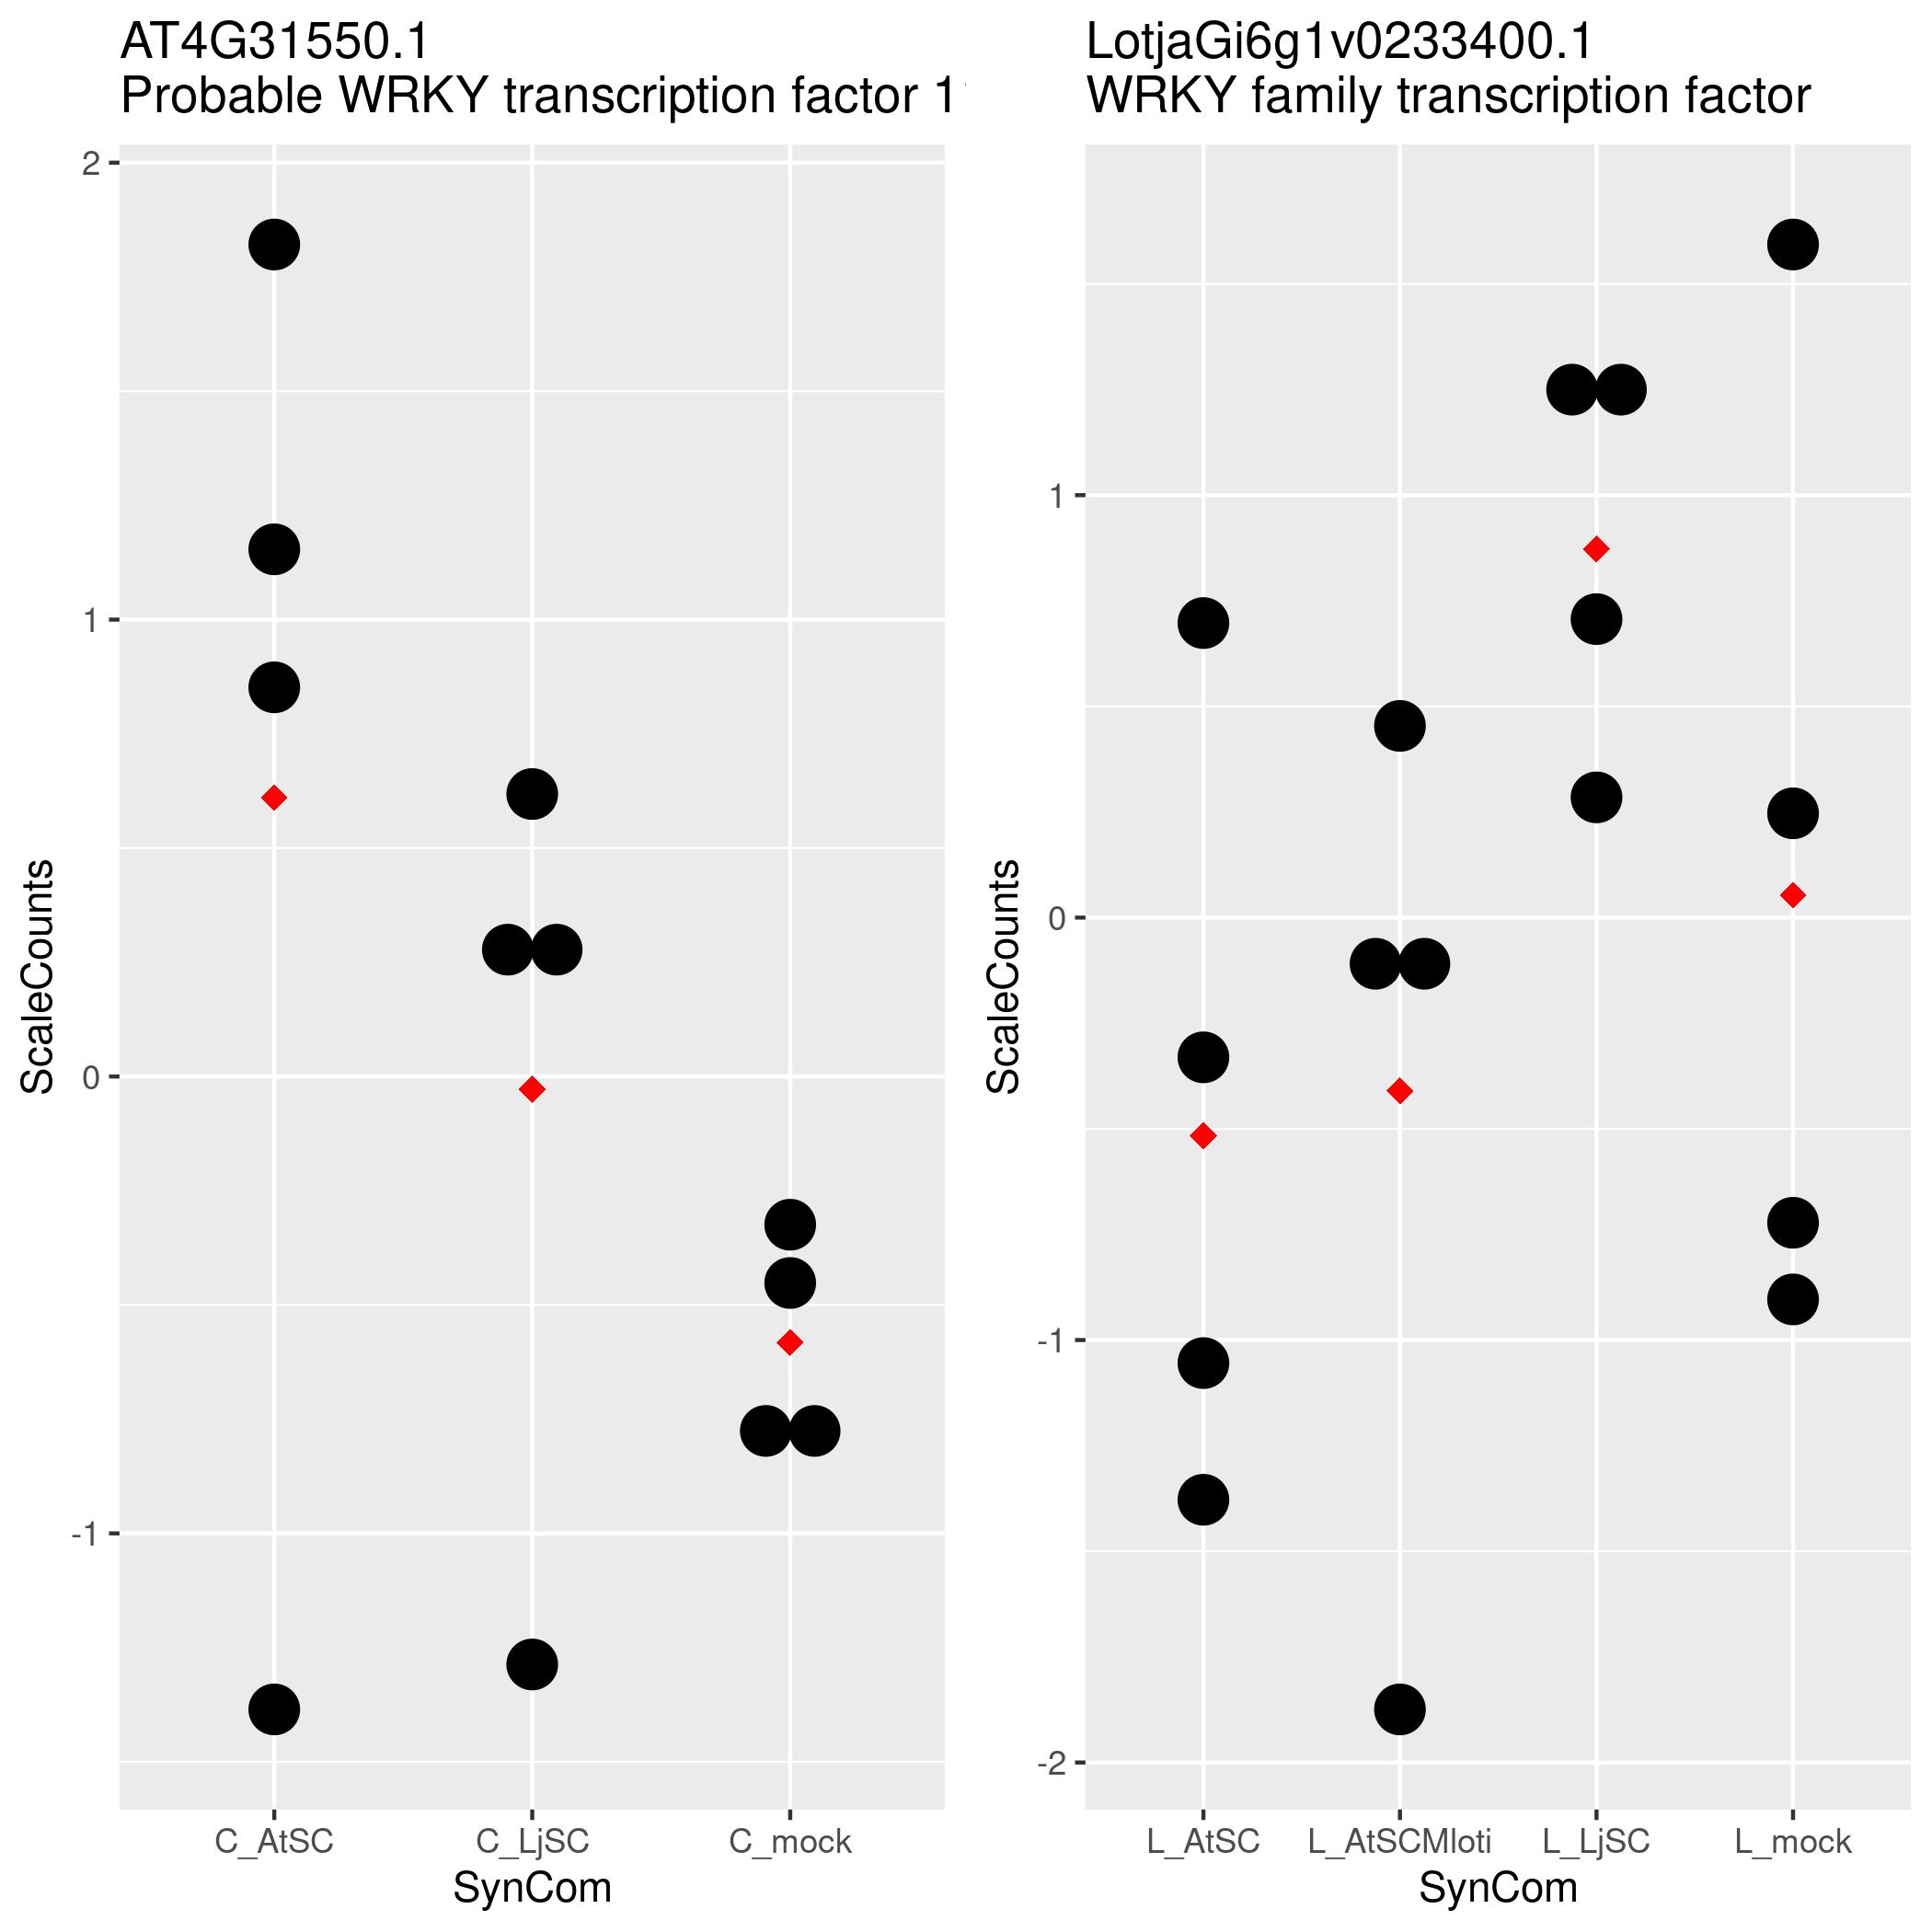 AT4G31550.1
Probable WRKY transcription factor 1
2
1
0
-1
ScaleCounts
C_AtSC
C_LjSC
C_mock
SynCom
LotjaGi6g1v0233400.1
WRKY family transcription factor
1
0
-1
-2
ScaleCounts
L_AtSC
L_AtSCMloti
L_LjSC
L_mock
SynCom